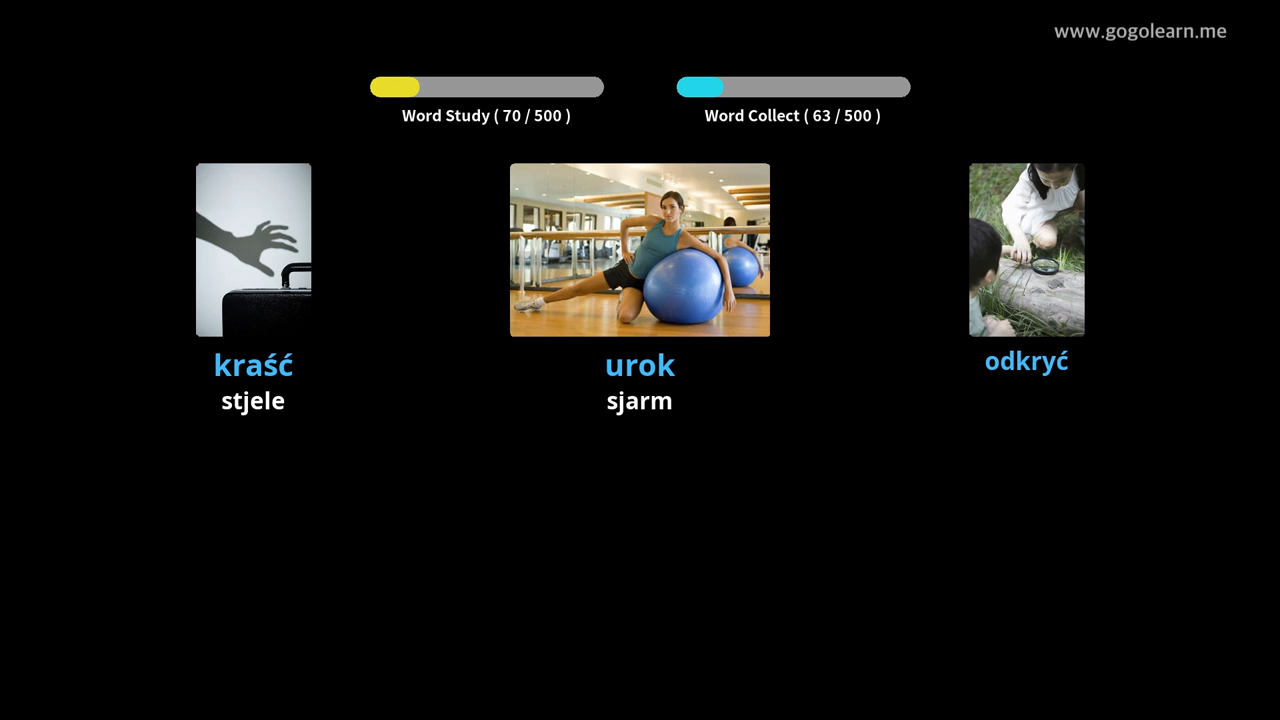 www.gogolearn.me
Word Study ( 70 / 500 )
Word Collect ( 63 / 500 )
kraść
urok
odkryć
stjele
sjarm